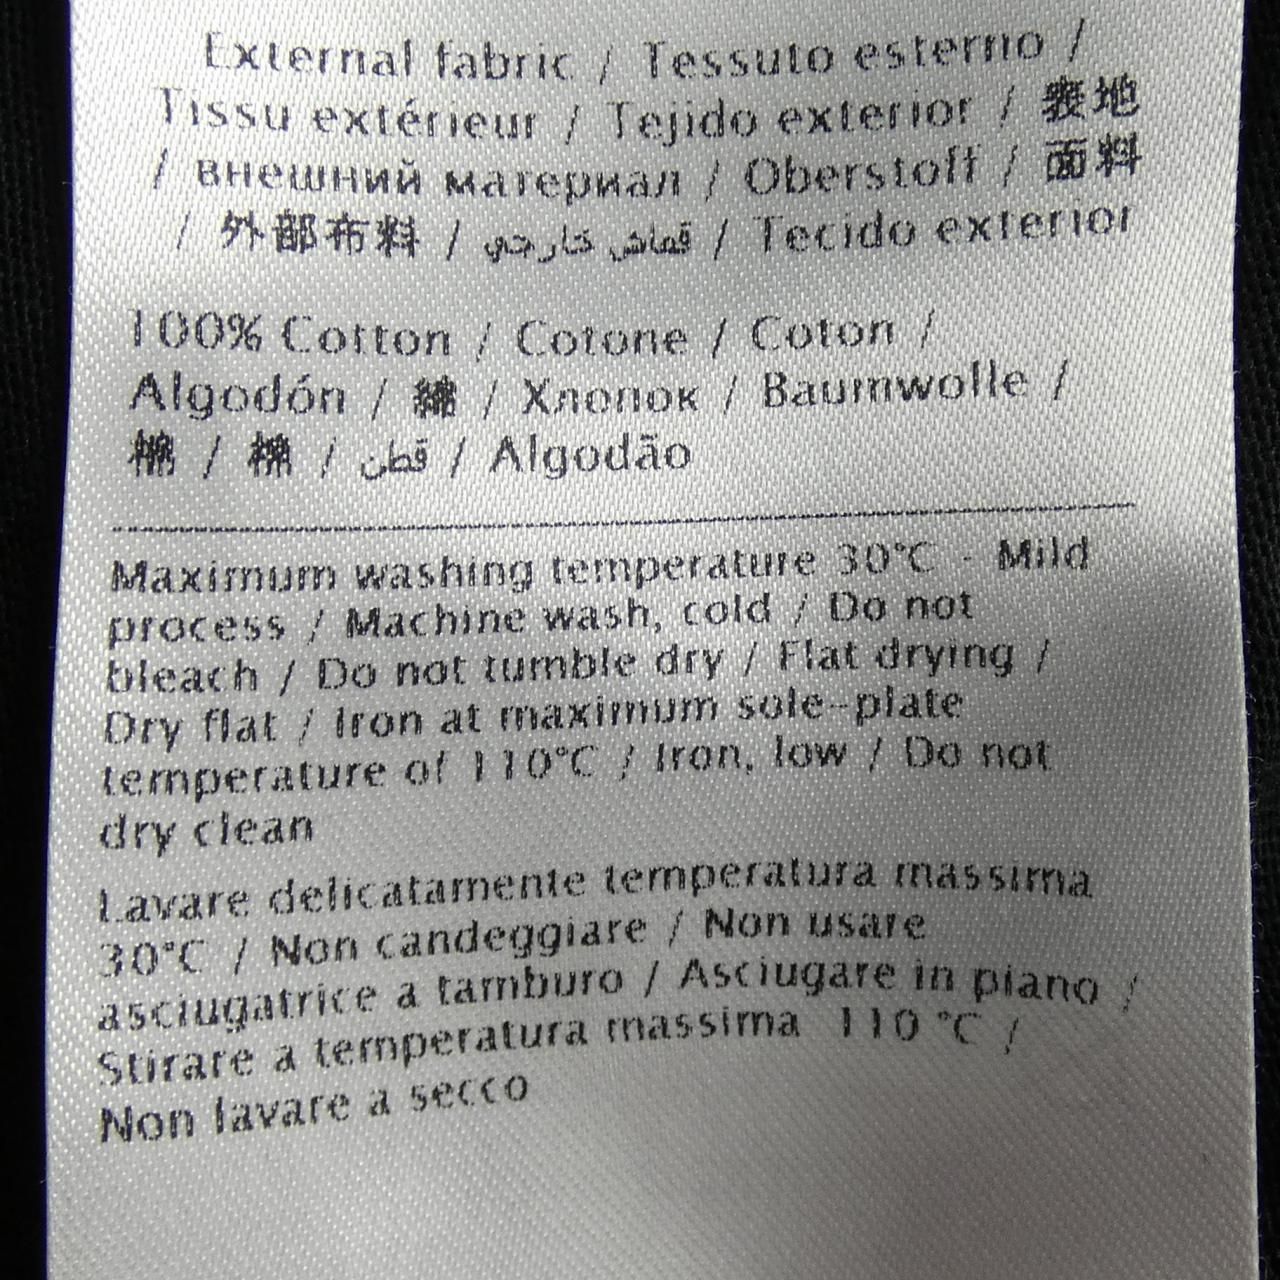 External fabric / Tessuto esterno /
Tissu extérieur / Tejido exterior / 表地
/ внешний материал / Oberstoff / 面料
/ 外部布料 / قماش خارجي / Tecido exterior
100% Cotton / Cotone / Coton /
Algodón / 綿 / Хлопок / Baumwolle /
棉 / 棉 / قطن / Algodão
Maximum washing temperature 30°C - Mild
process / Machine wash, cold / Do not
bleach / Do not tumble dry / Flat drying /
Dry flat / Iron at maximum sole-plate
temperature of 110°C / Iron, low / Do not
dry clean
Lavare delicatamente temperatura massima
30°C / Non candeggiare / Non usare
asciugatrice a tamburo / Asciugare in piano /
Stirare a temperatura massima 110 °C /
Non lavare a secco